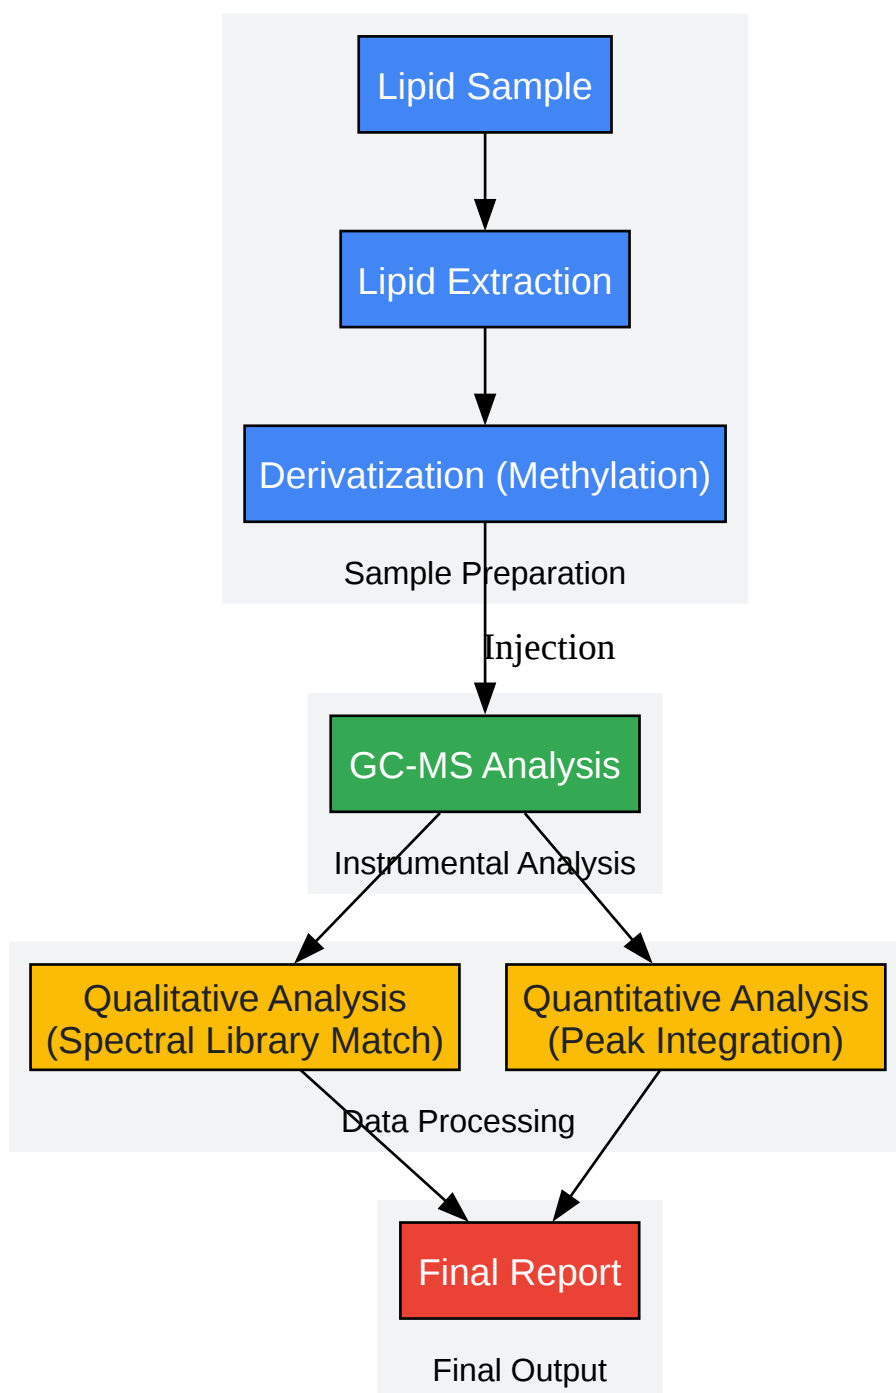 Lipid Sample
Lipid Extraction
Derivatization (Methylation)
Sample Preparation
Injection
GC-MS Analysis
Instrumental Analysis
Qualitative Analysis
(Spectral Library Match)
Quantitative Analysis
(Peak Integration)
Data Processing
Final Report
Final Output